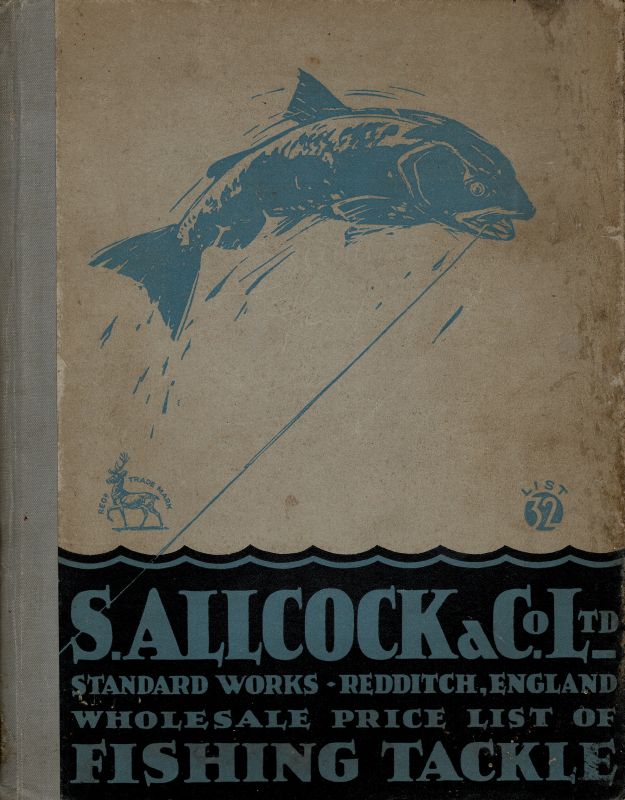 REGD TRADE MARK
LIST
32
S. ALLCOCK & CO. LTD
STANDARD WORKS - REDDITCH, ENGLAND
WHOLESALE PRICE LIST OF
FISHING TACKLE